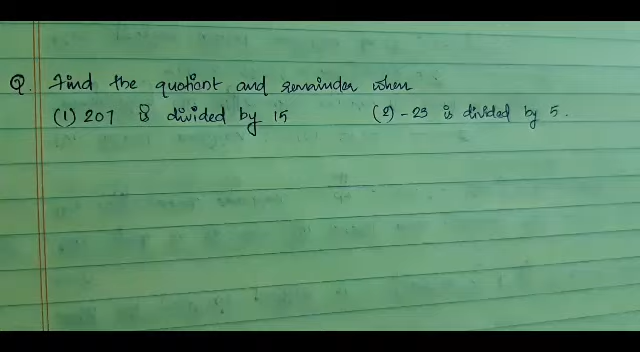 Q. Find the quotient and remainder when
(1) 207 is divided by 15 (2) - 23 is divided by 5.